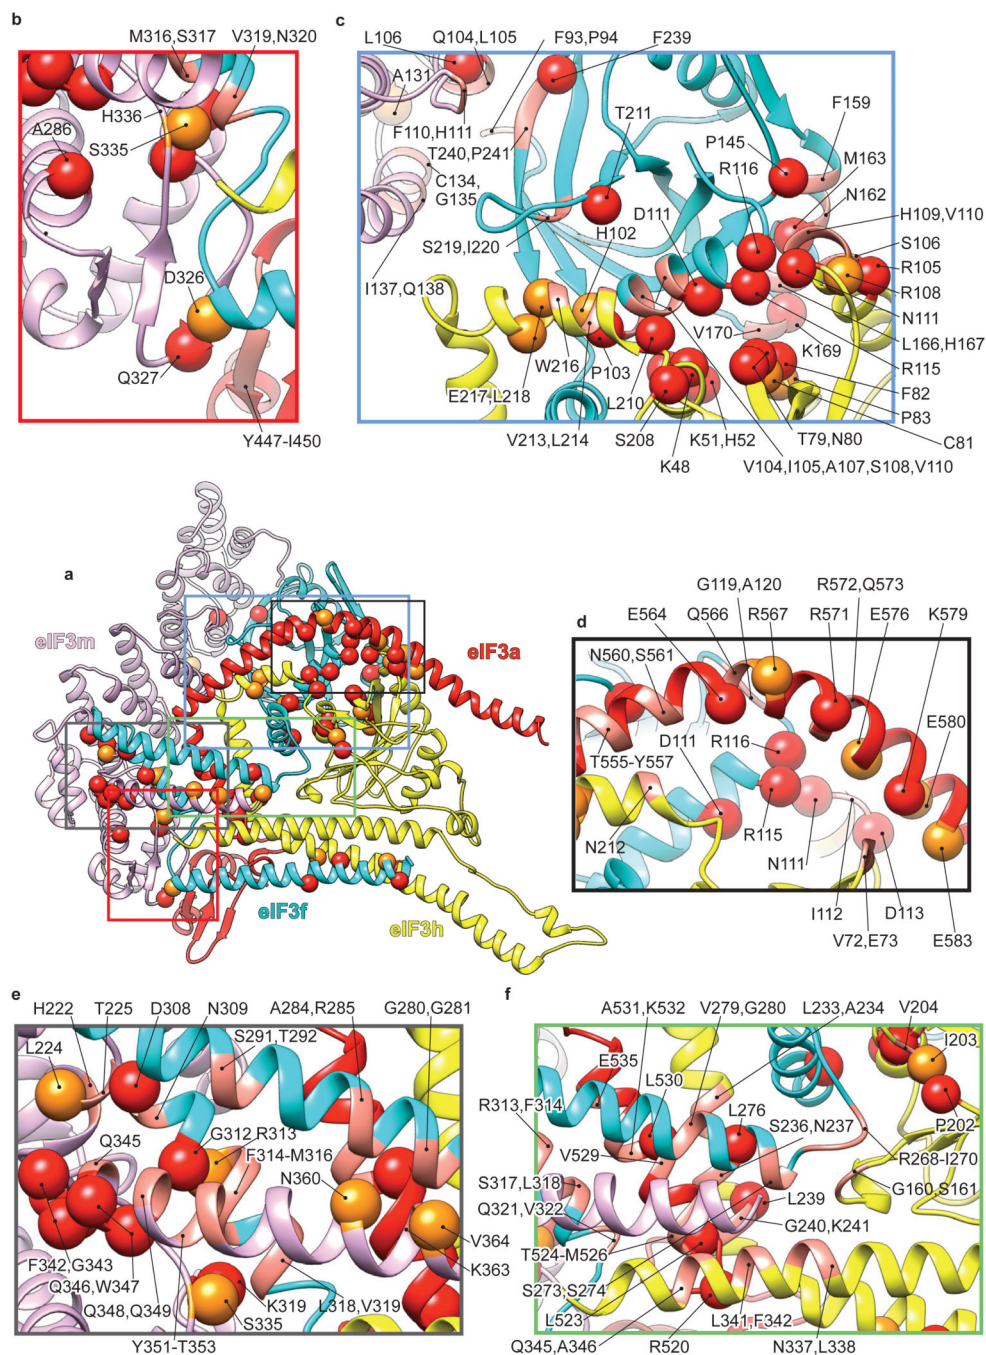 b
M316,S317
V319,N320
H336
A286
S335
D326
Q327
Y447-I450
c
L106
Q104,L105
F93,P94
F239
A131
F110,H111
T240,P241
T211
F159
P145
R116
M163
N162
C134,
G135
D111
H109,V110
S219,I220
H102
S106
R105
R108
I137,Q138
N111
V170
L166,H167
K169
R115
W216
P103
F82
E217,L218
L210
P83
C81
V213,L214
S208
K51,H52
T79,N80
K48
V104,I105,A107,S108,V110
a
eIF3m
eIF3a
eIF3f
eIF3h
d
G119,A120
R572,Q573
E564
Q566
R567
R571
E576
K579
N560,S561
E580
D111
R116
T555-Y557
R115
N212
N111
I112
D113
V72,E73
E583
e
H222
T225
D308
N309
A284,R285
G280,G281
S291,T292
L224
Q345
G312,R313
F314-M316
N360
V364
K363
F342,G343
Q346,W347
K319
L318,V319
Q348,Q349
S335
Y351-T353
f
A531,K532
V279,G280
L233,A234
V204
I203
E535
L530
R313,F314
L276
P202
S236,N237
V529
R268-I270
S317,L318
G160,S161
L239
Q321,V322
G240,K241
T524-M526
S273,S274
L523
L341,F342
Q345,A346
R520
N337,L338